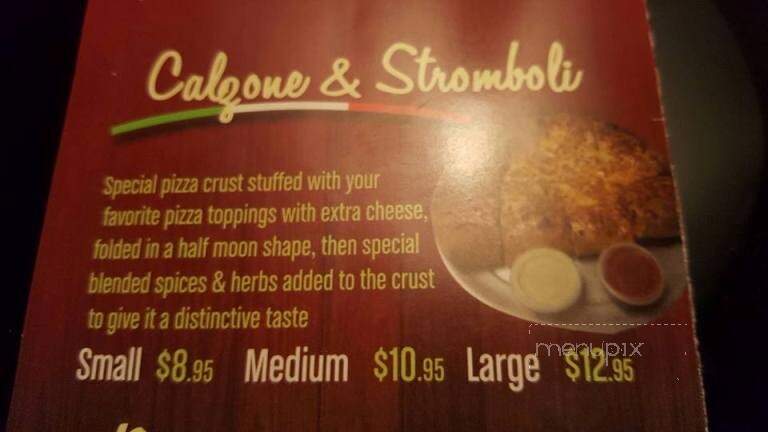 Calzone & Stromboli
Special pizza crust stuffed with your
favorite pizza toppings with extra cheese,
folded in a half moon shape, then special
blended spices & herbs added to the crust
to give it a distinctive taste
Small $8.95 Medium $10.95 Large $12.95
menupix